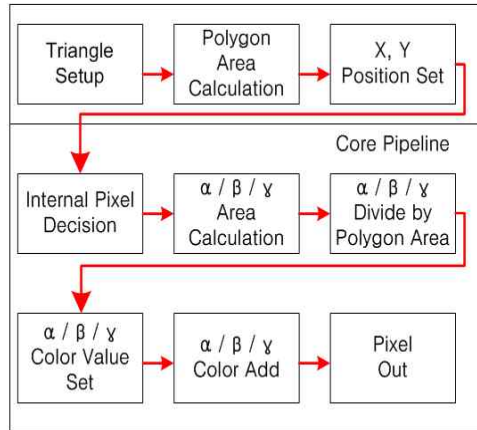 Triangle
Setup
Polygon
Area
Calculation
X, Y
Position Set
Core Pipeline
Internal Pixel
Decision
α / β / γ
Area
Calculation
α / β / γ
Divide by
Polygon Area
α / β / γ
Color Value
Set
α / β / γ
Color Add
Pixel
Out